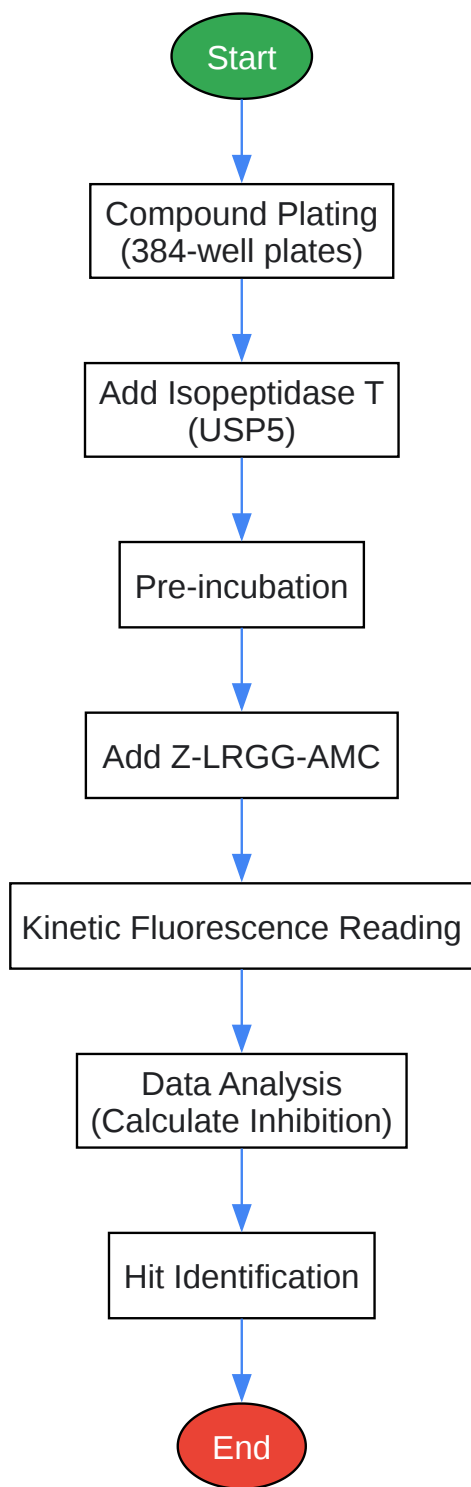 Start
Compound Plating
(384-well plates)
Add Isopeptidase T
(USP5)
Pre-incubation
Add Z-LRGG-AMC
Kinetic Fluorescence Reading
Data Analysis
(Calculate Inhibition)
Hit Identification
End